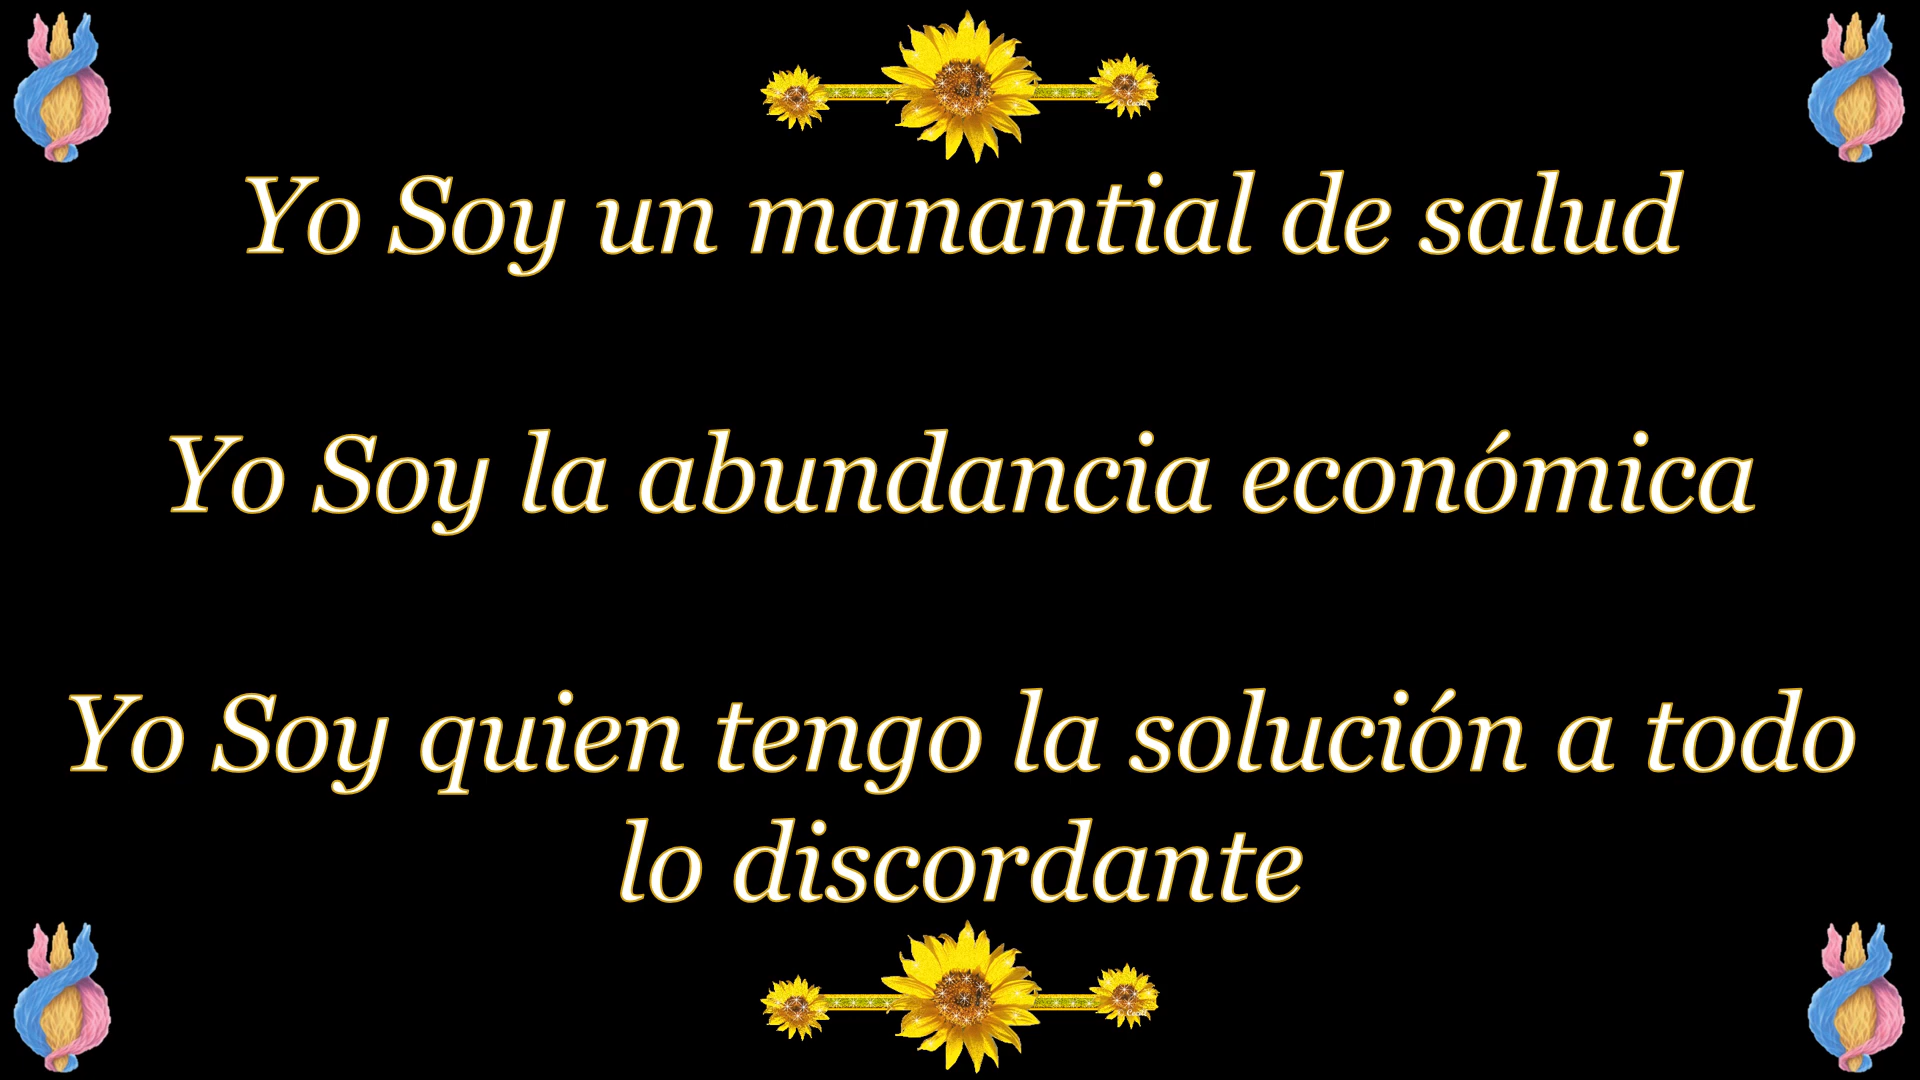 Yo Soy un manantial de salud
Yo Soy la abundancia económica
Yo Soy quien tengo la solución a todo
lo discordante